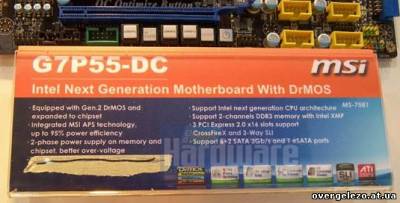 OC Optimize Button
G7P55-DC
msi
Intel Next Generation Motherboard With DrMOS
MS-7581
· Equipped with Gen.2 DrMOS and
expanded to chipset
· Integrated MSI APS technology,
up to 95% power efficiency
· 2-phase power supply on memory and
chipset, better over-voltage
· Support Intel next generation CPU architecture
· Support 2-channels DDR3 memory with Intel XMP
· 3 PCI Express 2.0 x16 slots support
CrossFireX and 3-Way SLI
· Support 6+2 SATA 3Gb/s and 1 eSATA ports
Hardware
SLI
ATI
overgelezo.at.ua